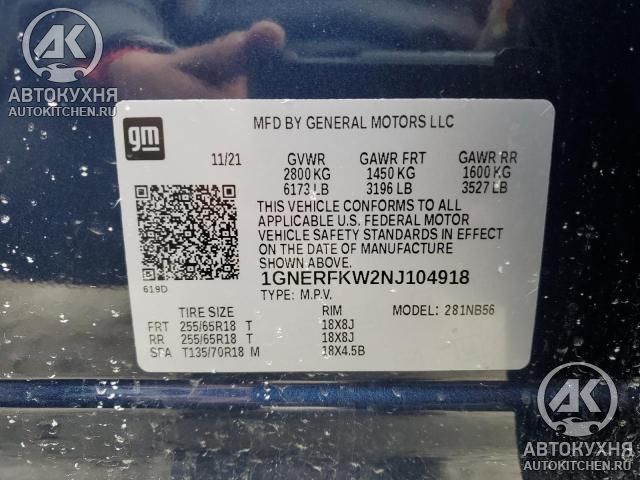 АК
АВТОКУХНЯ
AUTOKITCHEN.RU
gm
MFD BY GENERAL MOTORS LLC
11/21 GVWR GAWR FRT GAWR RR
2800 KG 1450 KG 1600 KG
6173 LB 3196 LB 3527 LB
THIS VEHICLE CONFORMS TO ALL
APPLICABLE U.S. FEDERAL MOTOR
VEHICLE SAFETY STANDARDS IN EFFECT
ON THE DATE OF MANUFACTURE
SHOWN ABOVE.
619D
1GNERFKW2NJ104918
TYPE: M.P.V. MODEL: 281NB56
TIRE SIZE RIM
FRT 255/65R18 T 18X8J
RR 255/65R18 T 18X8J
SPA T135/70R18 M 18X4.5B
АК
АВТОКУХНЯ
AUTOKITCHEN.RU